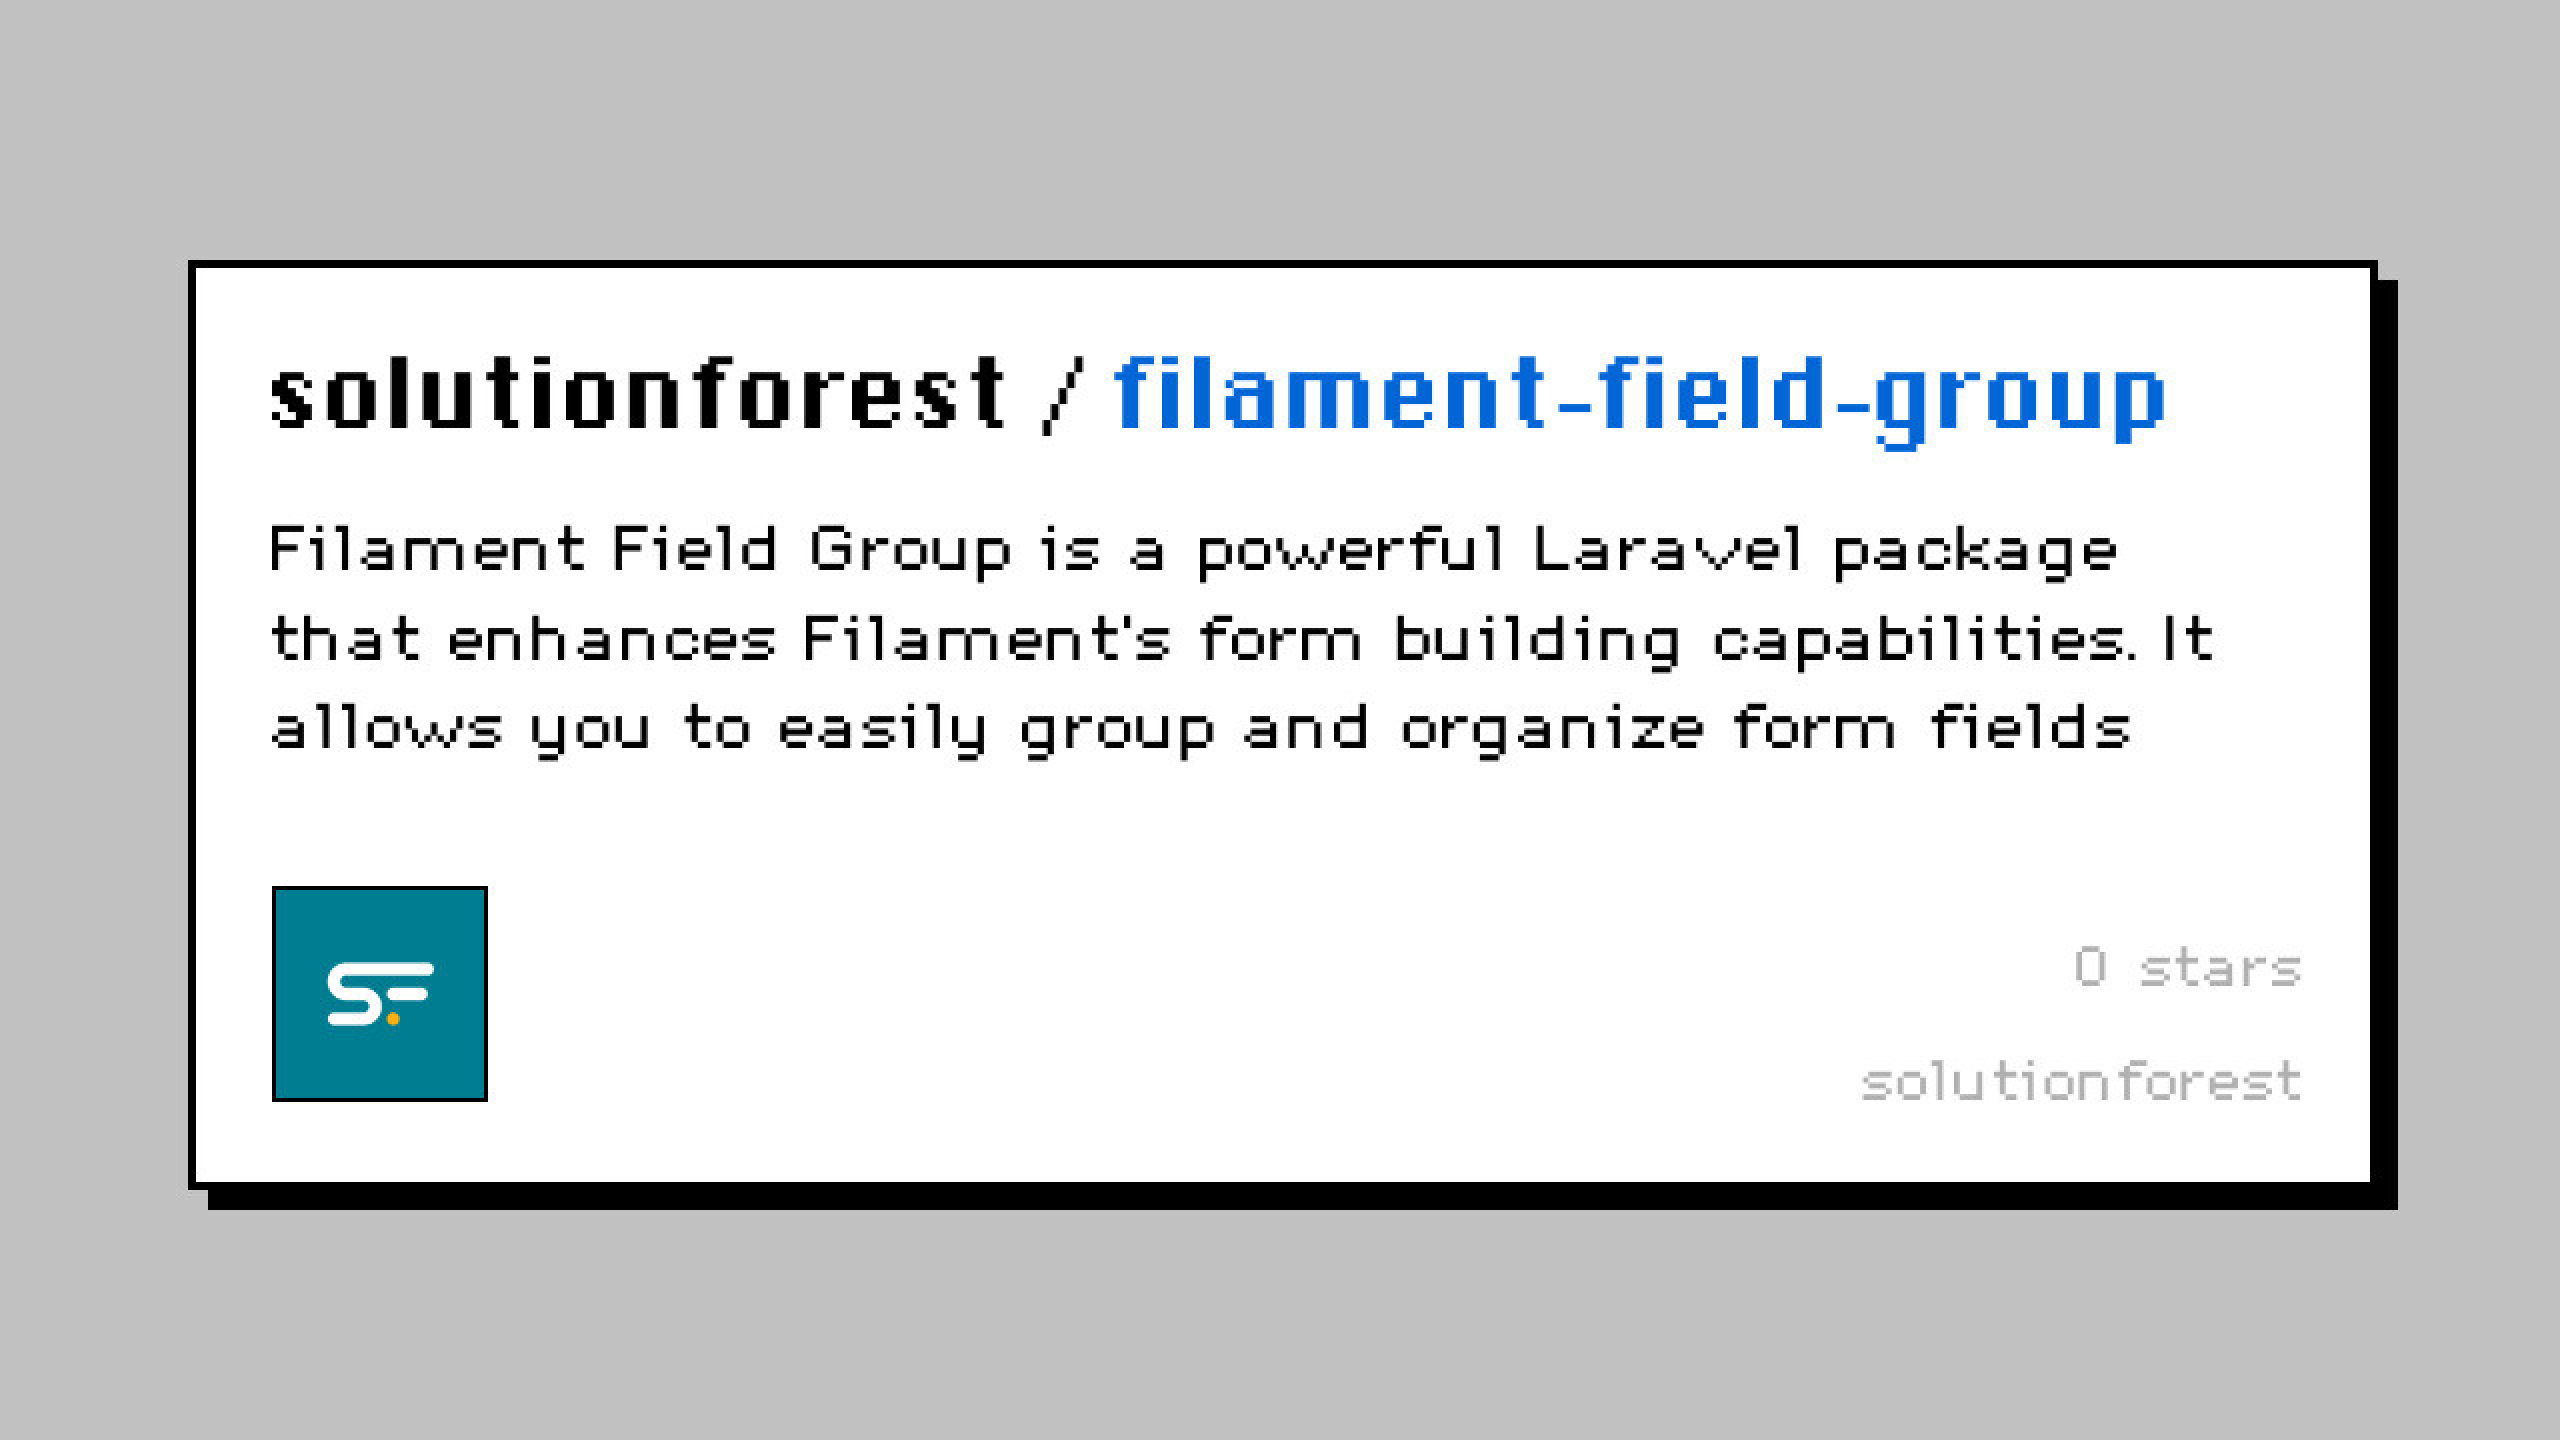 solutionforest / filament-field-group
Filament Field Group is a powerful Laravel package
that enhances Filament's form building capabilities. It
allows you to easily group and organize form fields
SF
0 stars
solutionforest